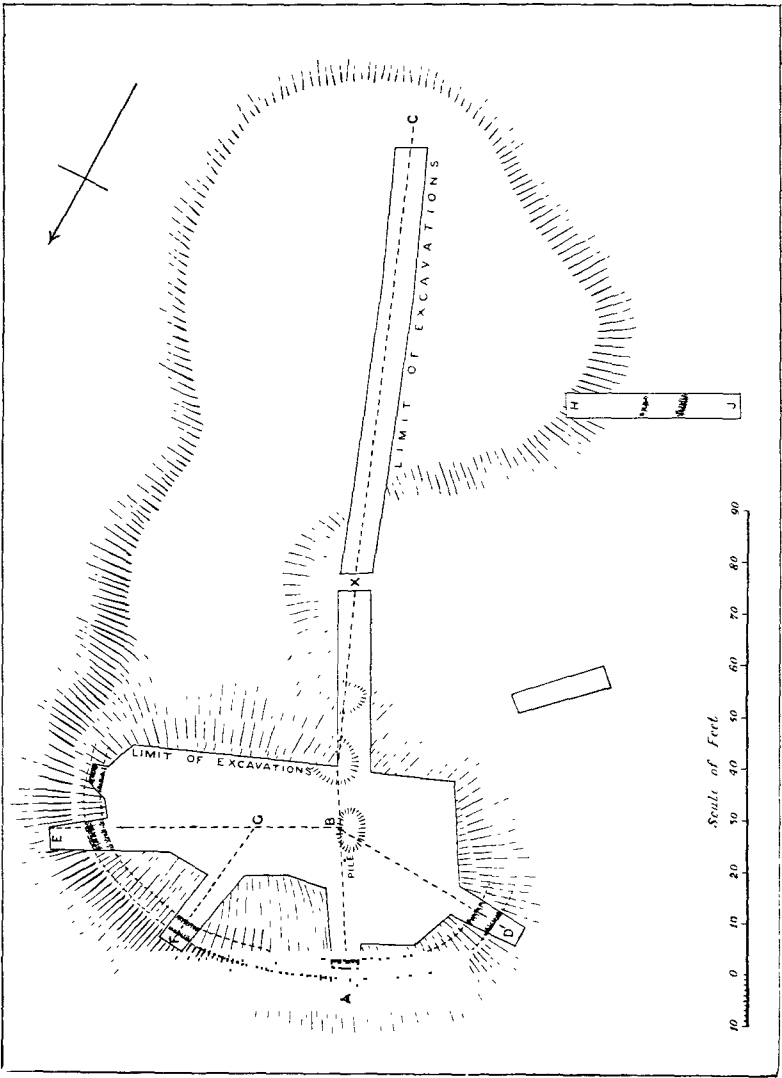 C
LIMIT OF EXCAVATIONS
H
J
X
LIMIT OF EXCAVATIONS
E
G
B
PILE
K
D
A
Scale of Feet
10 0 10 20 30 40 50 60 70 80 90